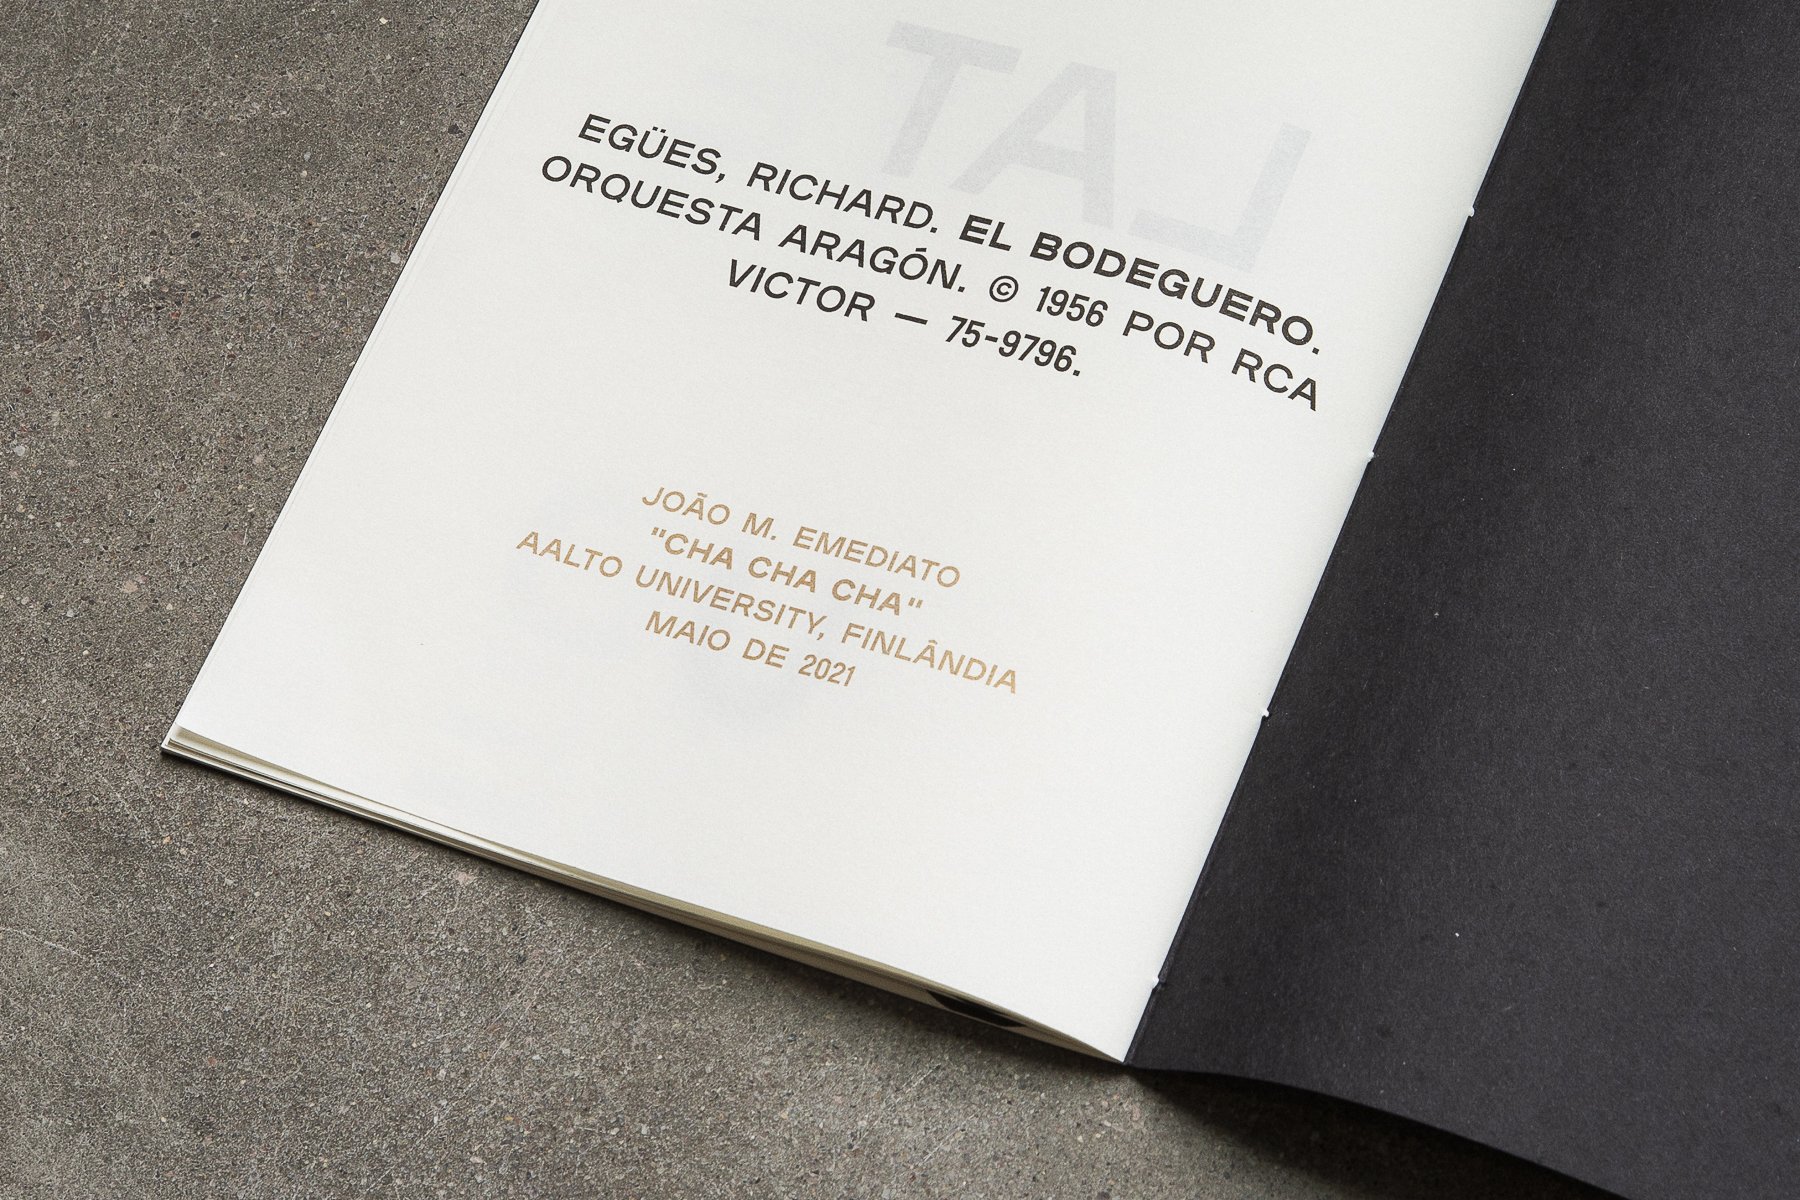 EGÜES, RICHARD. EL BODEGUERO.
ORQUESTA ARAGÓN. © 1956 POR RCA
VICTOR — 75-9796.
JOÃO M. EMEDIATO
"CHA CHA CHA"
AALTO UNIVERSITY, FINLÂNDIA
MAIO DE 2021